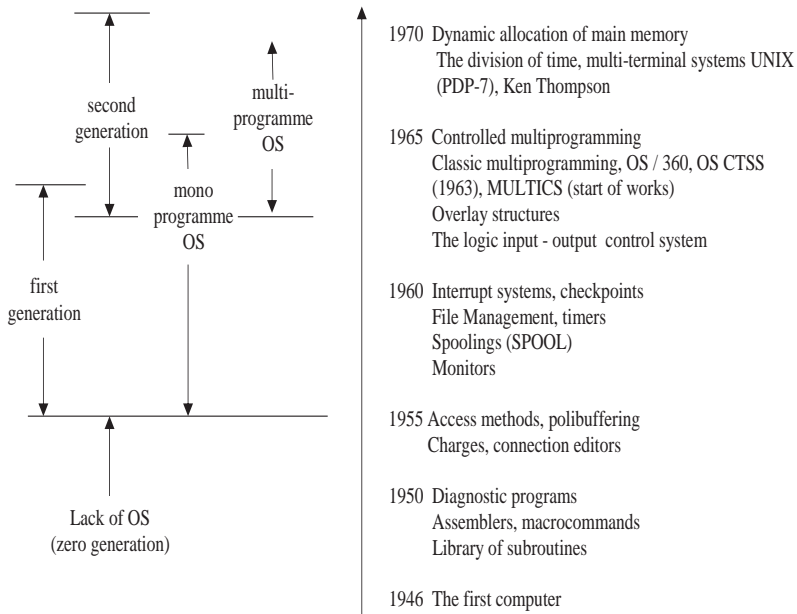 second
generation
multi-
programme
OS
mono
programme
OS
first
generation
Lack of OS
(zero generation)
1970 Dynamic allocation of main memory
The division of time, multi-terminal systems UNIX
(PDP-7), Ken Thompson
1965 Controlled multiprogramming
Classic multiprogramming, OS / 360, OS CTSS
(1963), MULTICS (start of works)
Overlay structures
The logic input - output control system
1960 Interrupt systems, checkpoints
File Management, timers
Spoolings (SPOOL)
Monitors
1955 Access methods, polibuffering
Charges, connection editors
1950 Diagnostic programs
Assemblers, macrocommands
Library of subroutines
1946 The first computer